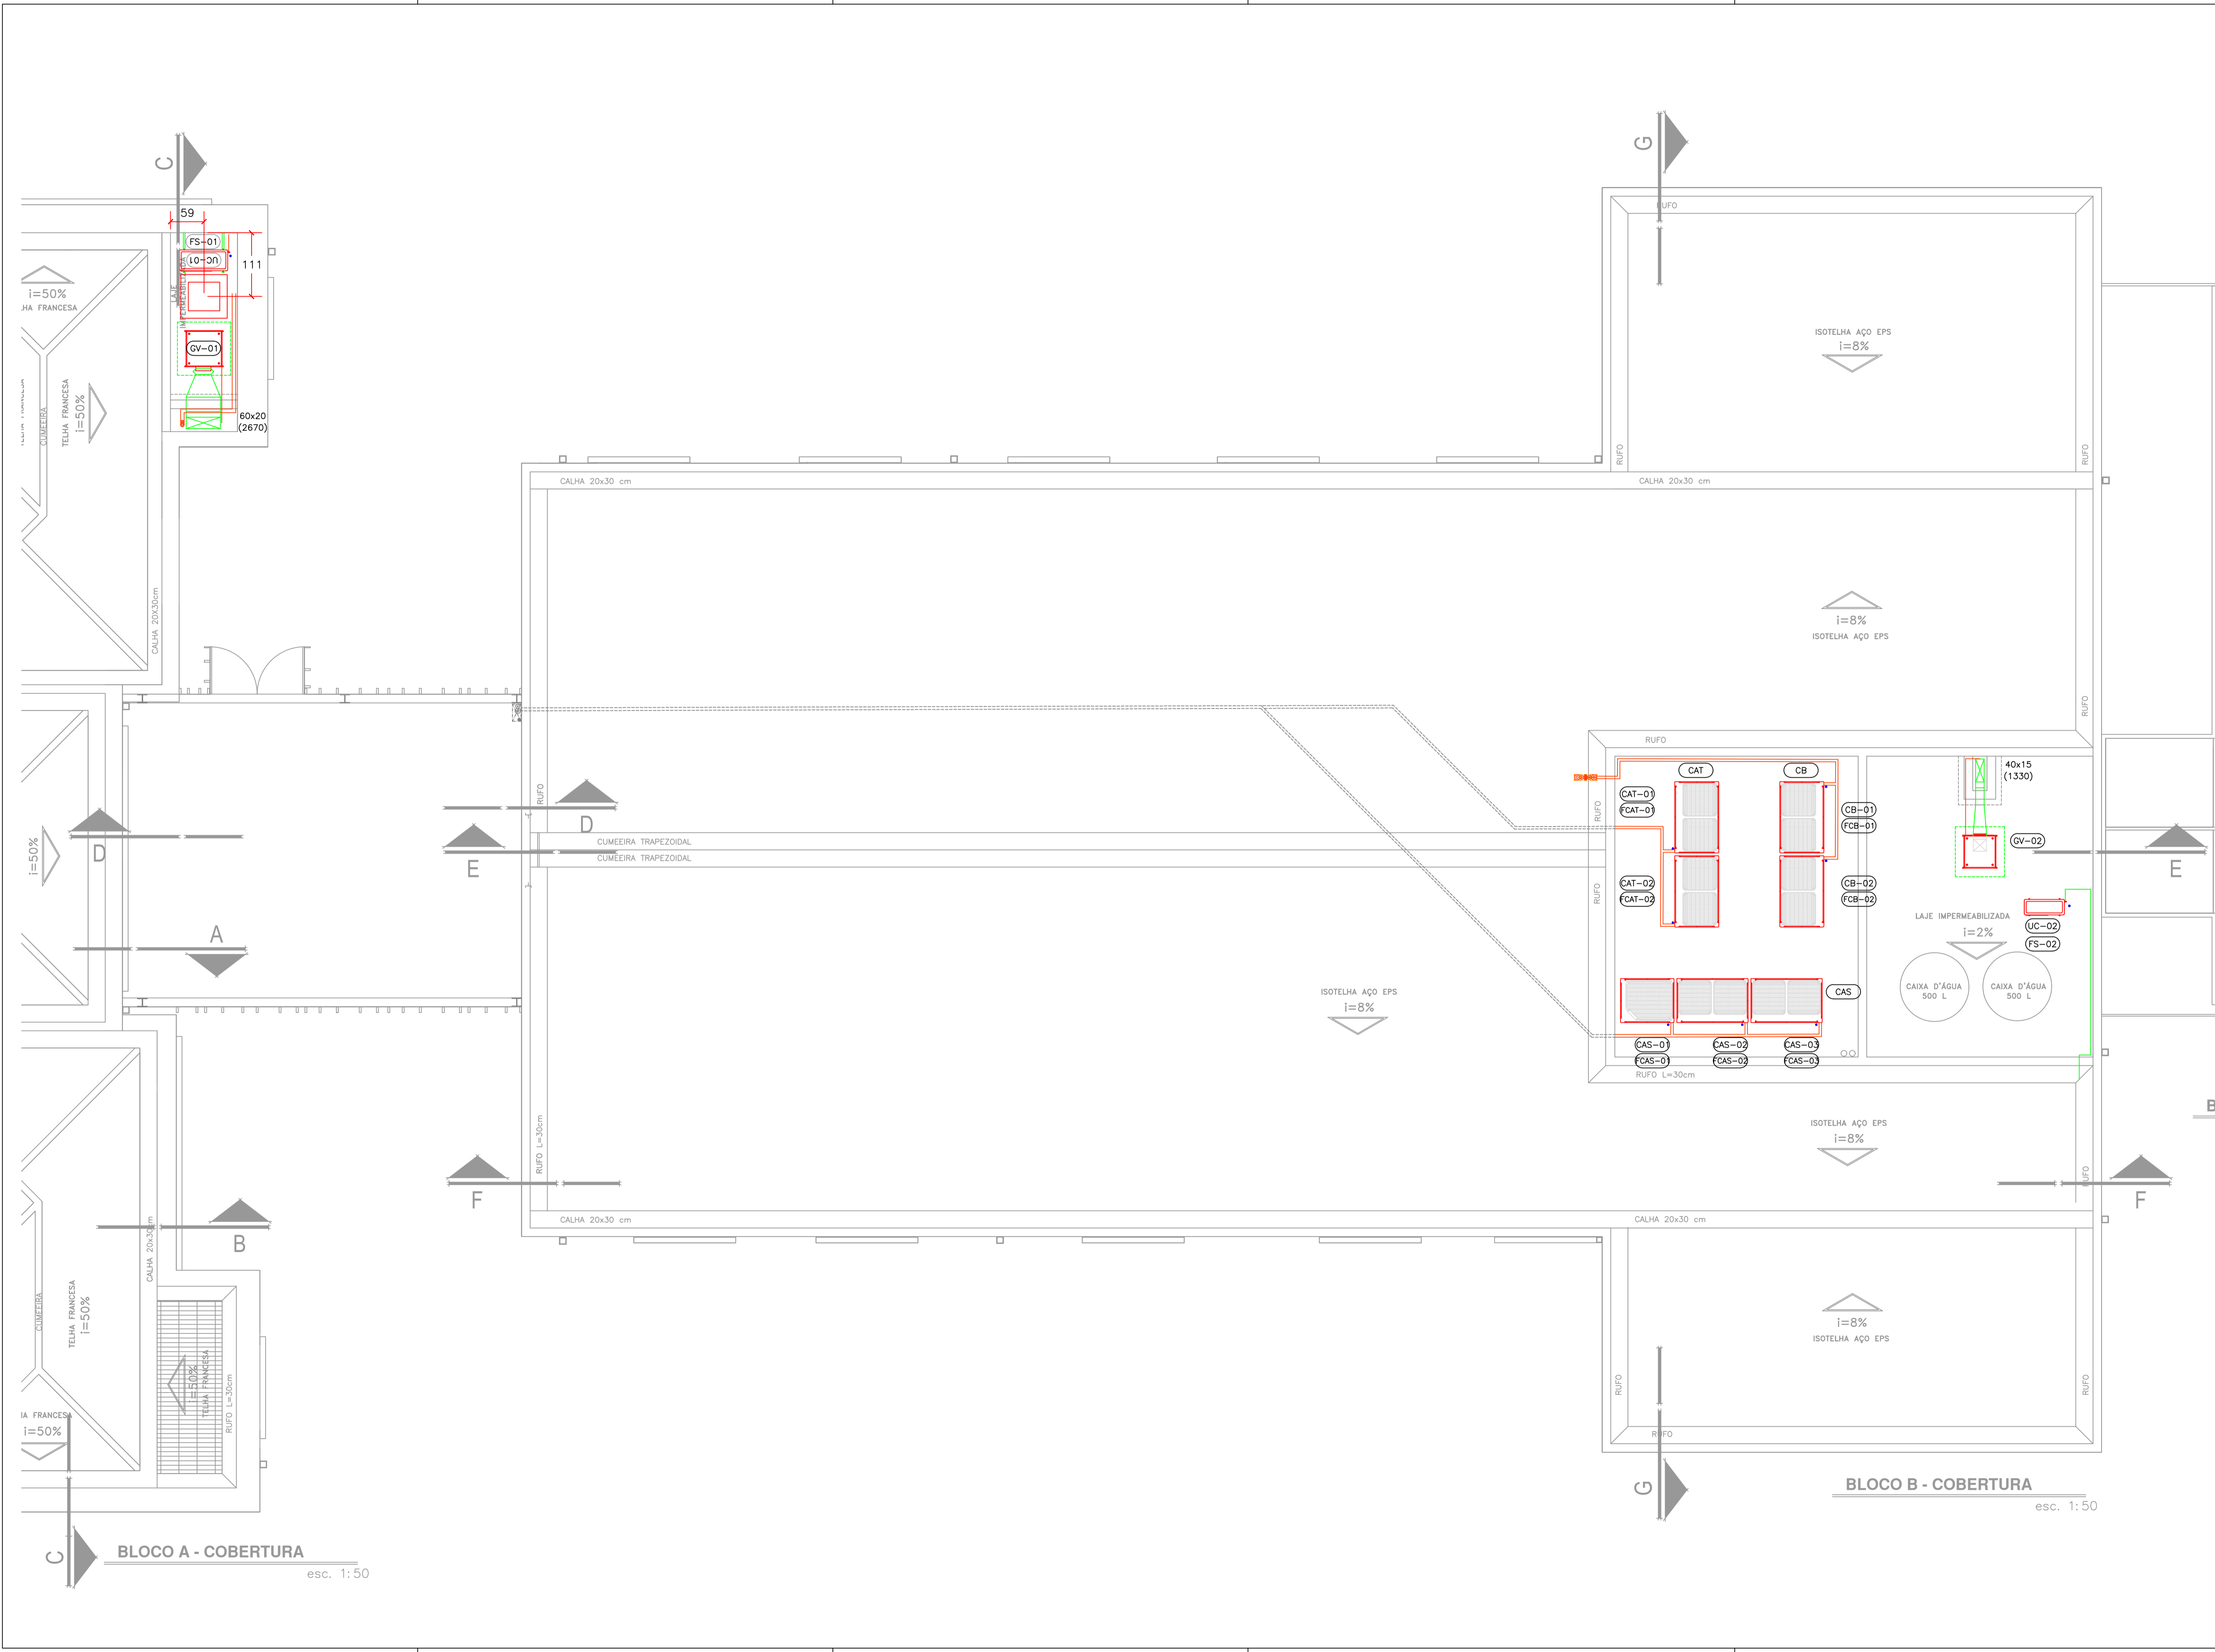 C
G
59
FS-01
UC-01
111
LAJE
IMPERMEABILIZADA
GV-01
60x20
(2670)
i=50%
LHA FRANCESA
CUMEEIRA
TELHA FRANCESA
i=50%
CALHA 20X30cm
RUFO
ISOTELHA AÇO EPS
i=8%
RUFO
RUFO
CALHA 20x30 cm
CALHA 20x30 cm
i=8%
ISOTELHA AÇO EPS
RUFO
RUFO
RUFO
RUFO
RUFO
CAT
CB
CAT-01
FCAT-01
CB-01
FCB-01
CAT-02
FCAT-02
CB-02
FCB-02
40x15
(1330)
GV-02
LAJE IMPERMEABILIZADA
i=2%
UC-02
FS-02
CAIXA D'ÁGUA
500 L
CAIXA D'ÁGUA
500 L
CAS
CAS-01
FCAS-01
CAS-02
FCAS-02
CAS-03
FCAS-03
RUFO L=30cm
D
D
E
E
CUMEEIRA TRAPEZOIDAL
CUMEEIRA TRAPEZOIDAL
i=50%
A
ISOTELHA AÇO EPS
i=8%
RUFO L=30cm
ISOTELHA AÇO EPS
i=8%
RUFO
F
F
B
B
CALHA 20x30 cm
CALHA 20x30 cm
CALHA 20x30cm
CUMEEIRA
TELHA FRANCESA
i=50%
i=50%
TELHA FRANCESA
RUFO L=30cm
i=8%
ISOTELHA AÇO EPS
RUFO
RUFO
RUFO
IA FRANCESA
i=50%
G
C
BLOCO B - COBERTURA
esc. 1:50
BLOCO A - COBERTURA
esc. 1:50